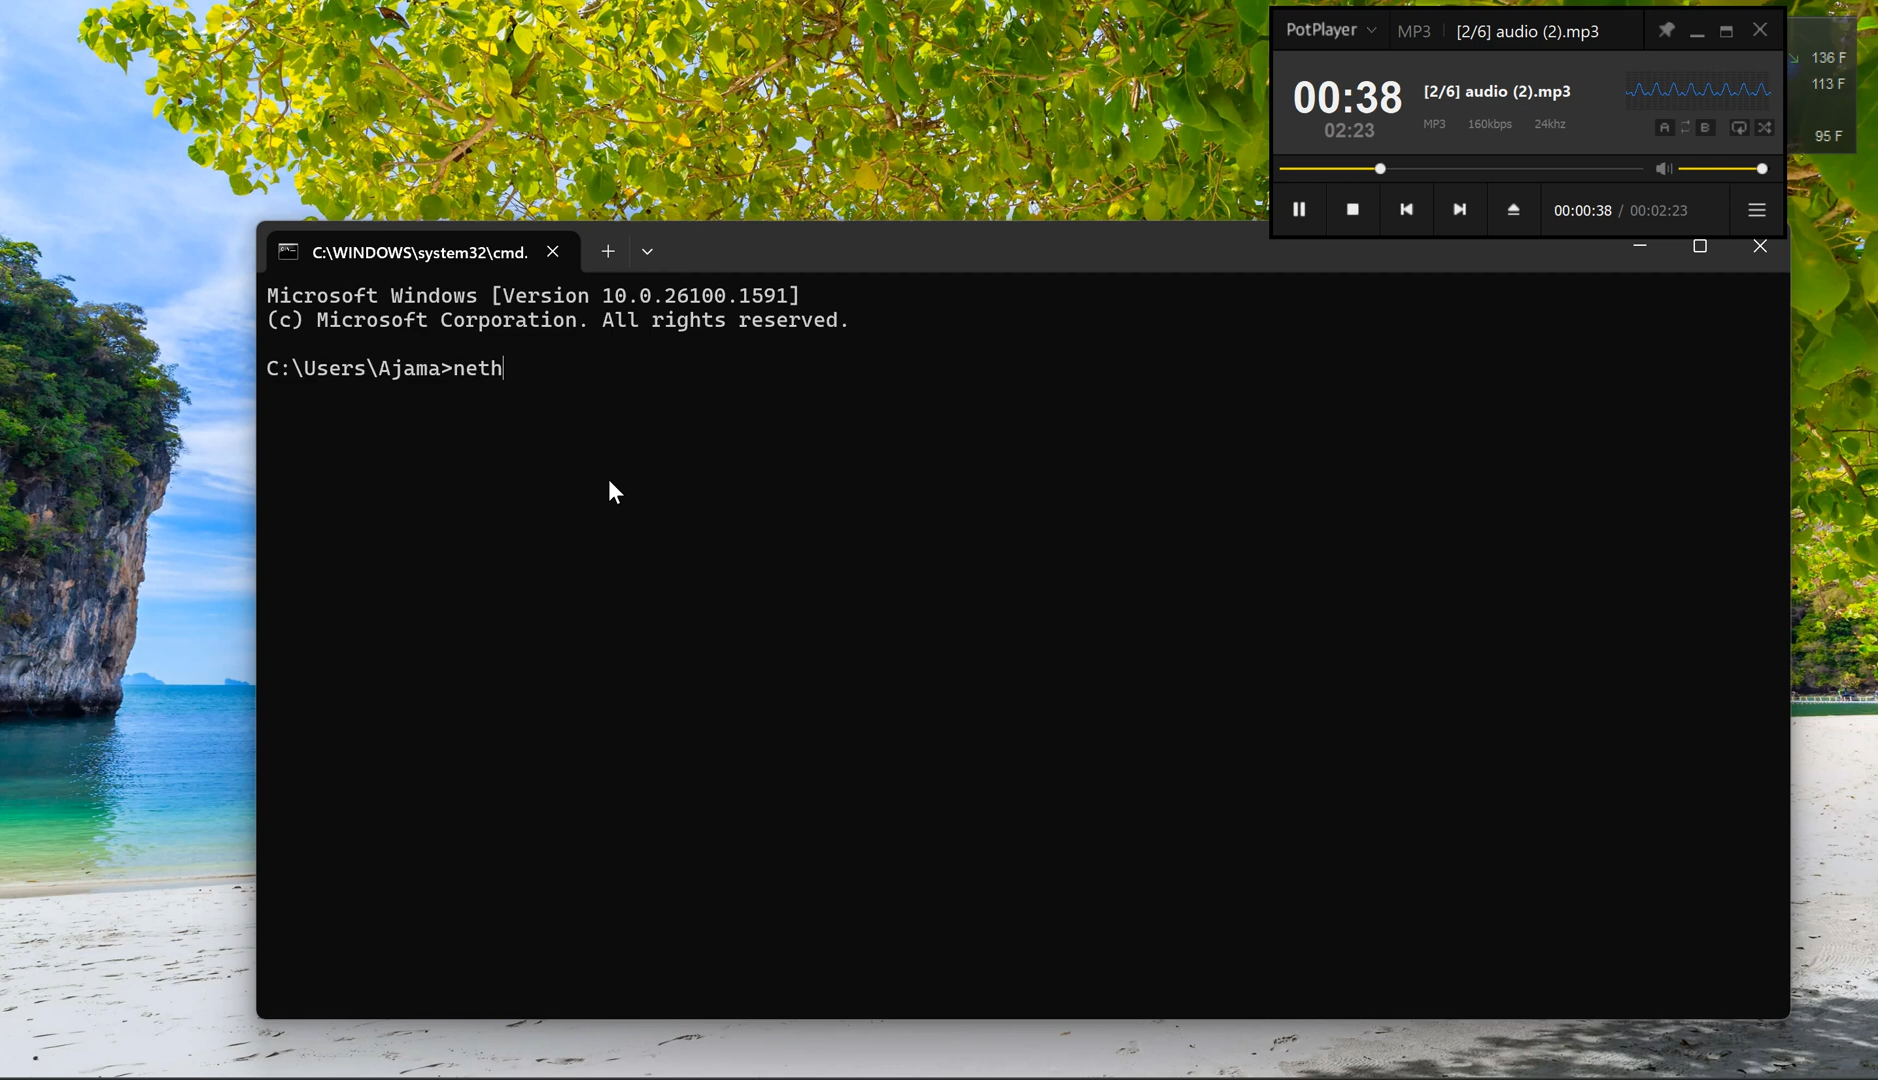 PotPlayer MP3 [2/6] audio (2).mp3
136 F
113 F
95 F
00:38
02:23
[2/6] audio (2).mp3
MP3 160kbps 24khz
A B
00:00:38 / 00:02:23
C:\WINDOWS\system32\cmd.
Microsoft Windows [Version 10.0.26100.1591]
(c) Microsoft Corporation. All rights reserved.
C:\Users\Ajama>neth